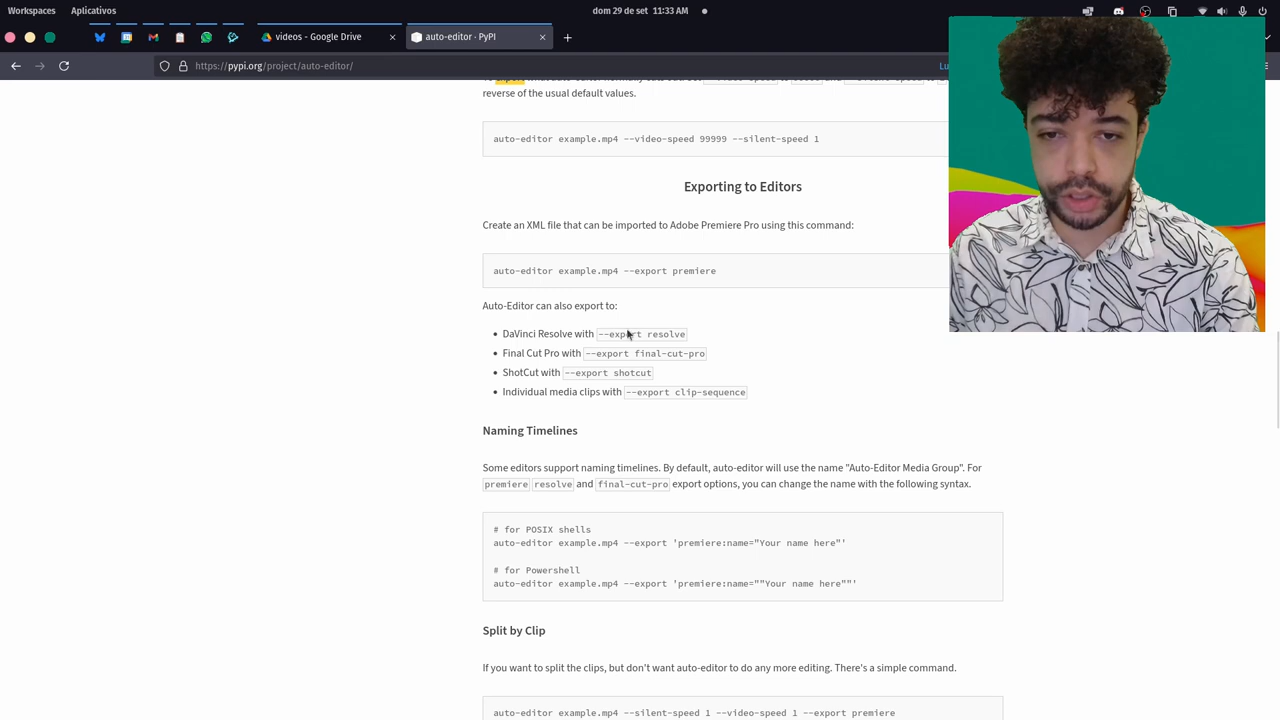 Workspaces Aplicativos dom 29 de set 11:33 AM
videos - Google Drive auto-editor · PyPI
https://pypi.org/project/auto-editor/
reverse of the usual default values.
auto-editor example.mp4 --video-speed 99999 --silent-speed 1
Exporting to Editors
Create an XML file that can be imported to Adobe Premiere Pro using this command:
auto-editor example.mp4 --export premiere
Auto-Editor can also export to:
• DaVinci Resolve with --export resolve
• Final Cut Pro with --export final-cut-pro
• ShotCut with --export shotcut
• Individual media clips with --export clip-sequence
Naming Timelines
Some editors support naming timelines. By default, auto-editor will use the name "Auto-Editor Media Group". For
premiere resolve and final-cut-pro export options, you can change the name with the following syntax.
# for POSIX shells
auto-editor example.mp4 --export 'premiere:name="Your name here"'
# for Powershell
auto-editor example.mp4 --export 'premiere:name=""Your name here""'
Split by Clip
If you want to split the clips, but don't want auto-editor to do any more editing. There's a simple command.
auto-editor example.mp4 --silent-speed 1 --video-speed 1 --export premiere